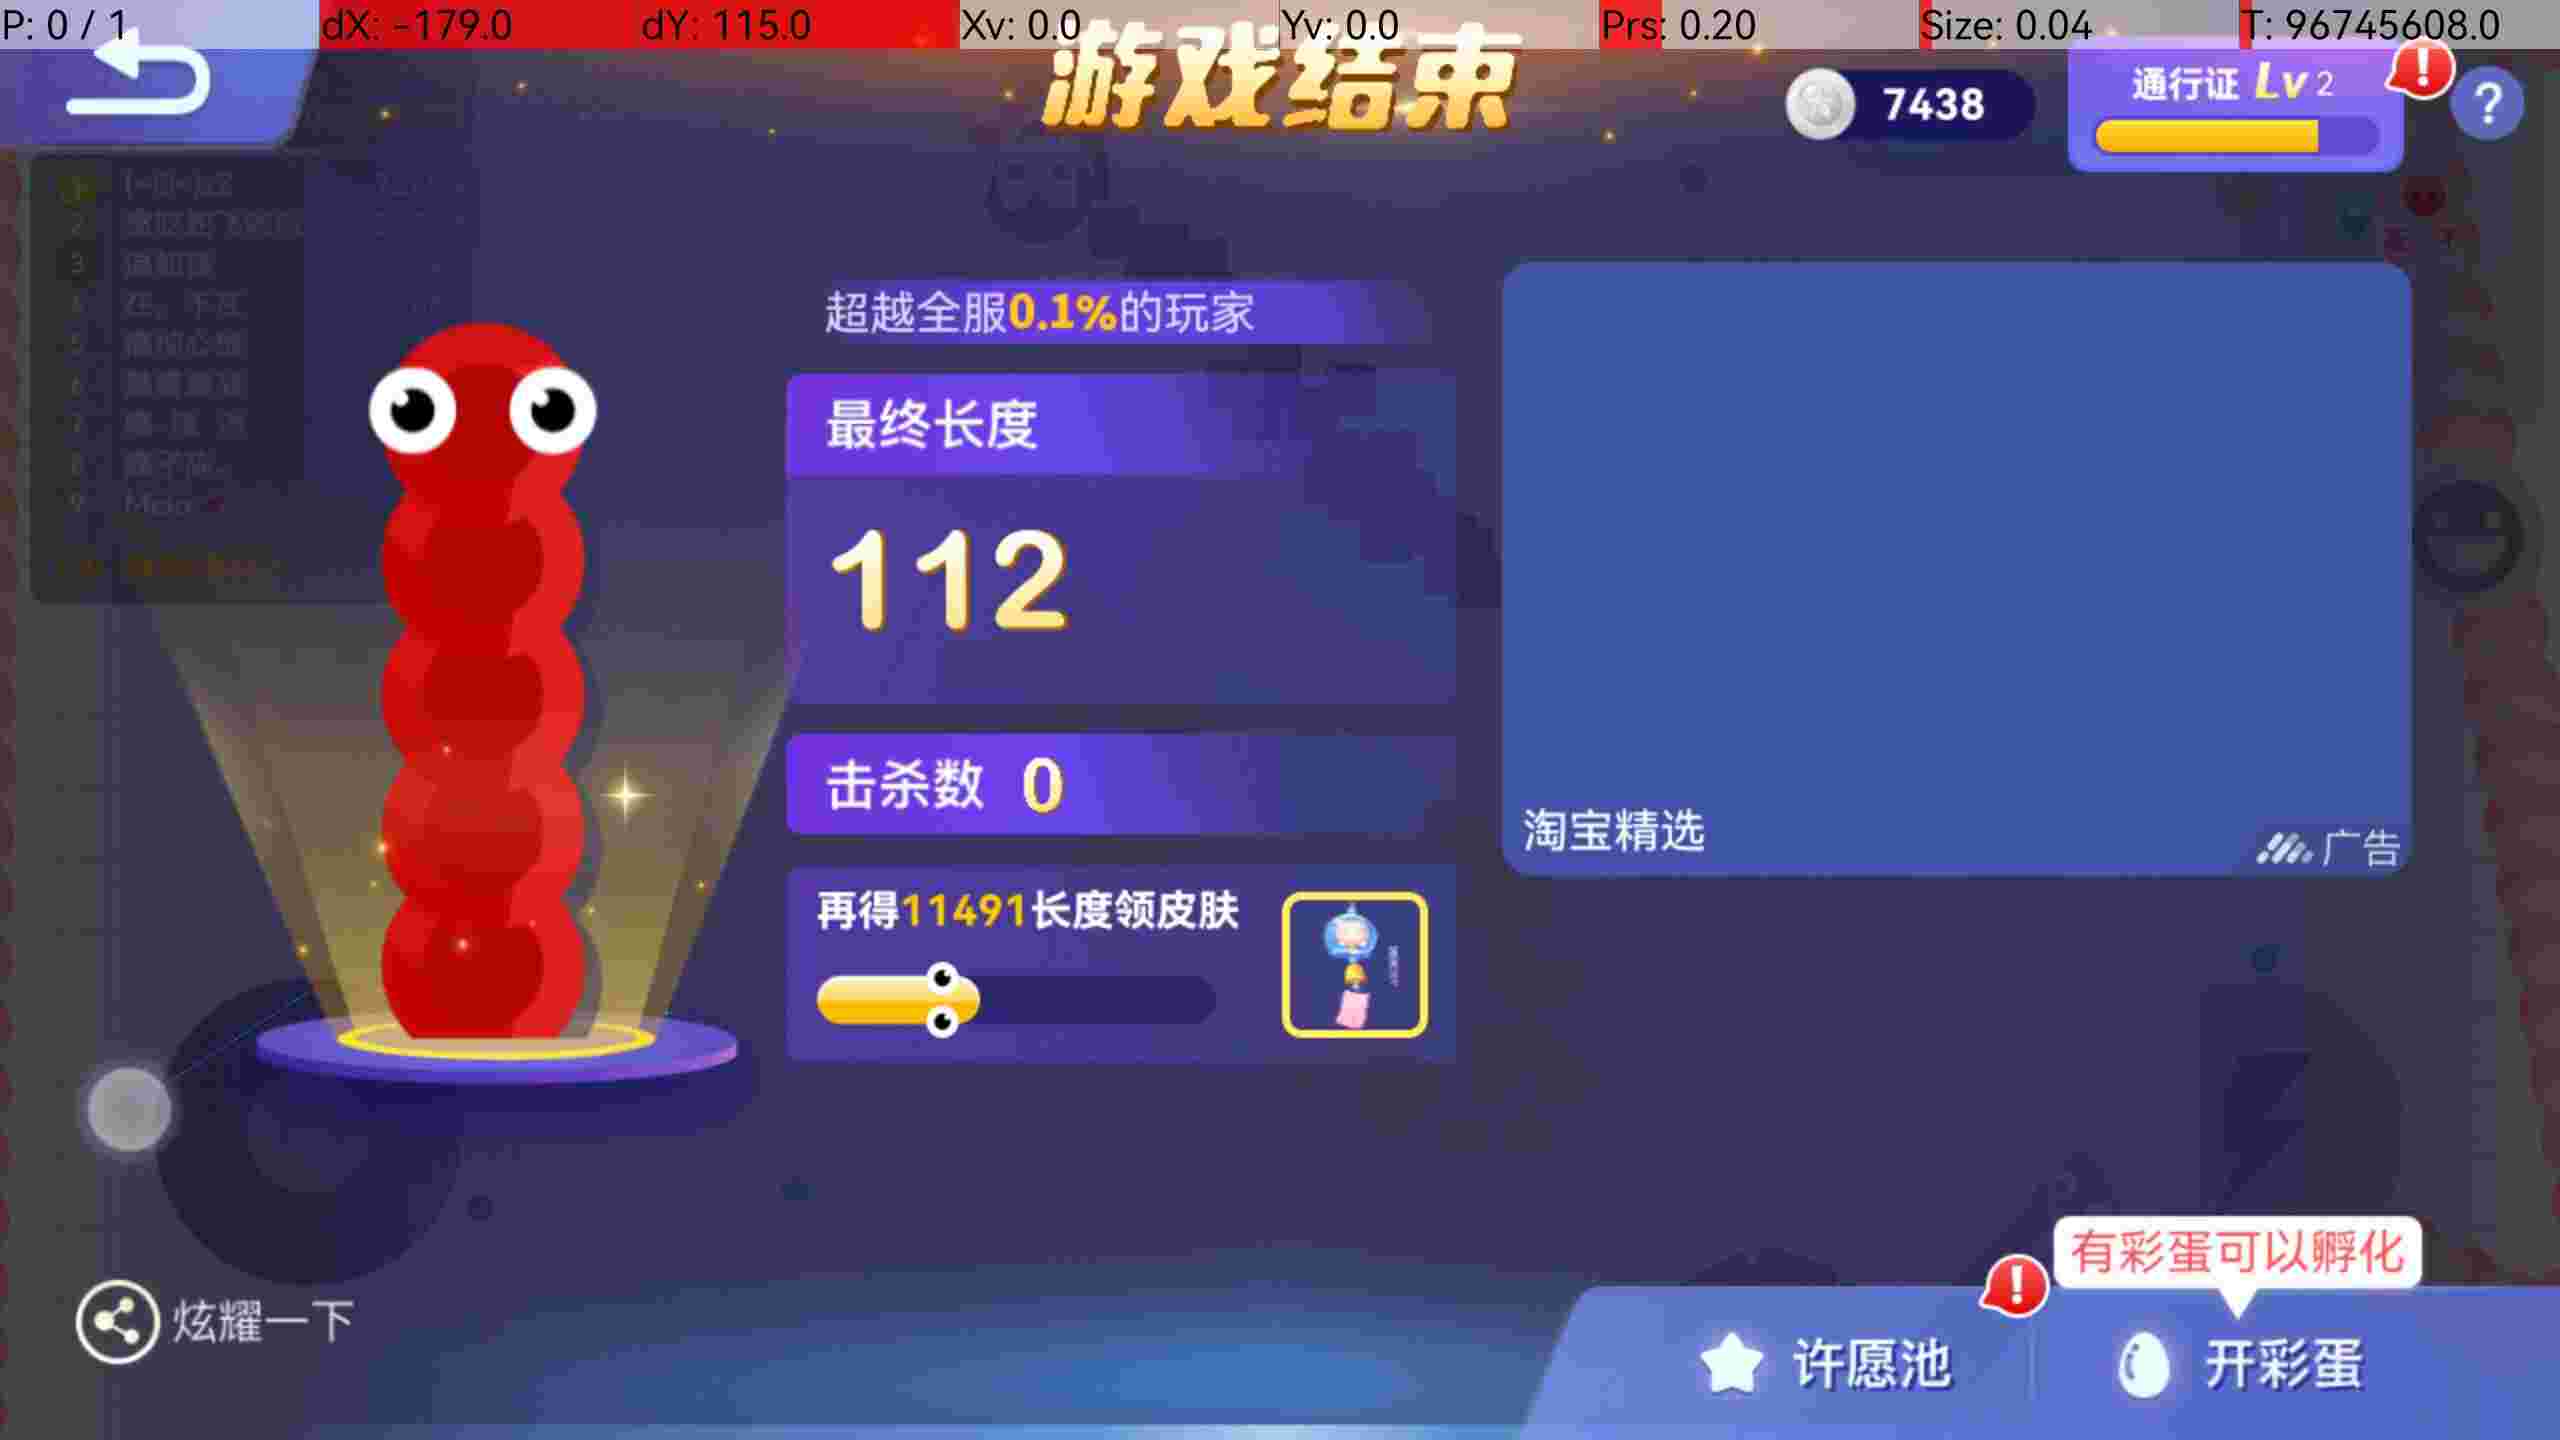 P: 0 / 1
dX: -179.0
dY: 115.0
Xv: 0.0
Yv: 0.0
Prs: 0.20
Size: 0.04
T: 96745608.0
游戏结束
7438
通行证 Lv 2
?
超越全服0.1%的玩家
最终长度
112
击杀数 0
再得11491长度领皮肤
淘宝精选
广告
炫耀一下
有彩蛋可以孵化
许愿池
开彩蛋